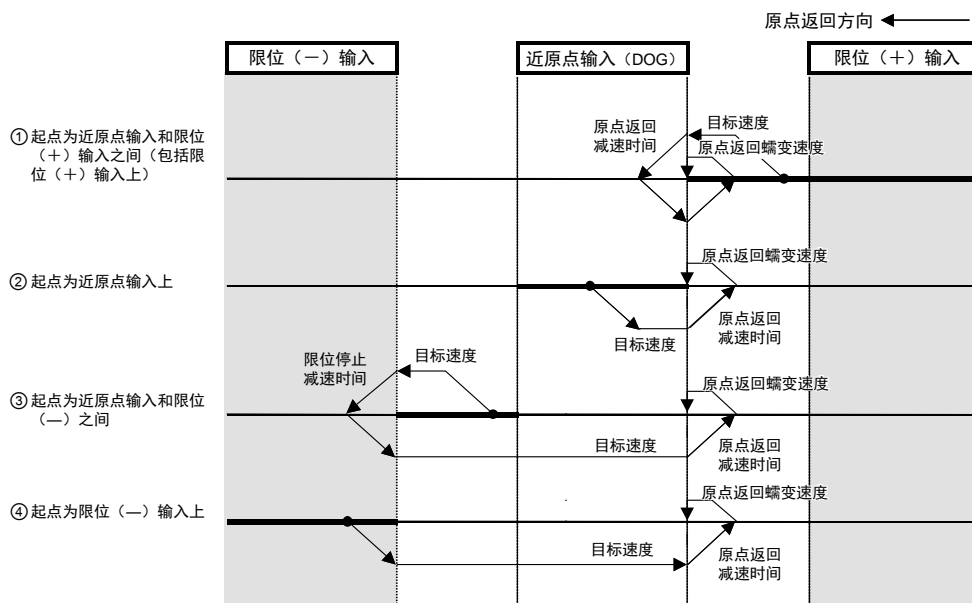 原点返回方向
限位（－）输入
近原点输入（DOG）
限位（＋）输入
①起点为近原点输入和限位
（＋）输入之间（包括限
位（＋）输入上）
原点返回
减速时间
目标速度
原点返回蠕变速度
②起点为近原点输入上
原点返回蠕变速度
目标速度
原点返回
减速时间
③起点为近原点输入和限位
（—）之间
限位停止
减速时间
目标速度
原点返回蠕变速度
目标速度
原点返回
减速时间
④起点为限位（—）输入上
原点返回蠕变速度
目标速度
原点返回
减速时间